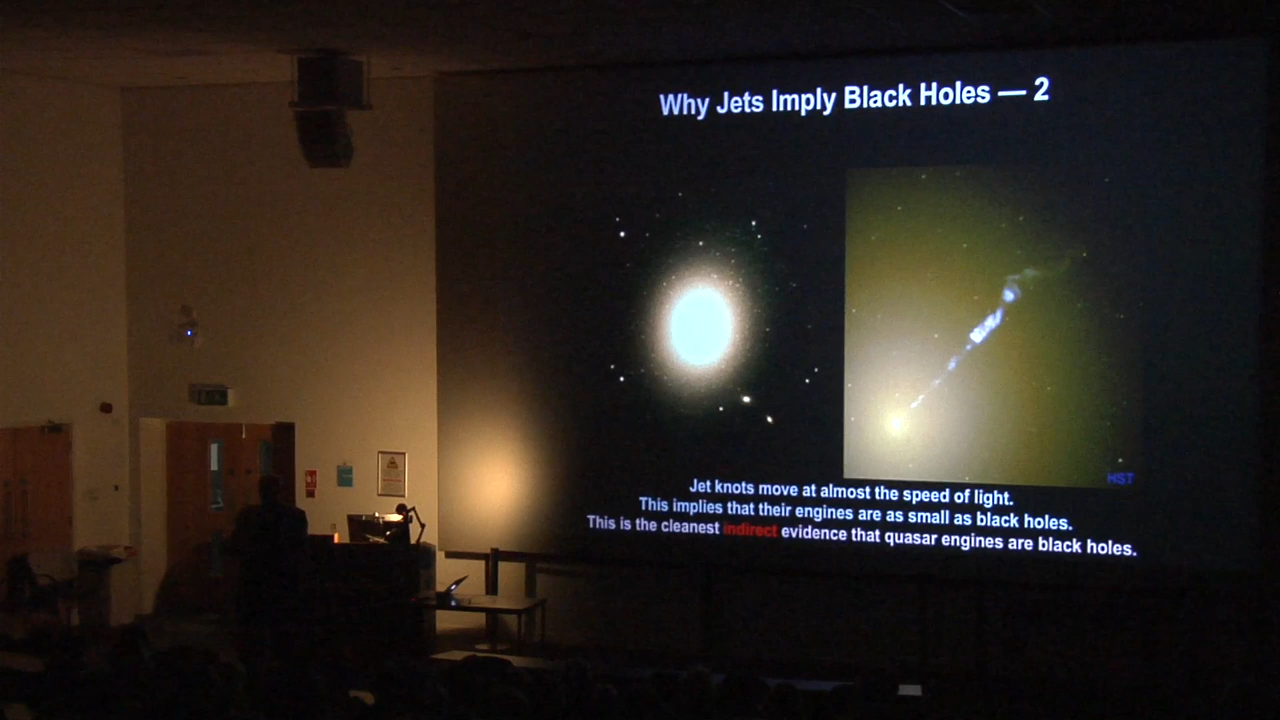 Why Jets Imply Black Holes — 2
HST
Jet knots move at almost the speed of light.
This implies that their engines are as small as black holes.
This is the cleanest indirect evidence that quasar engines are black holes.